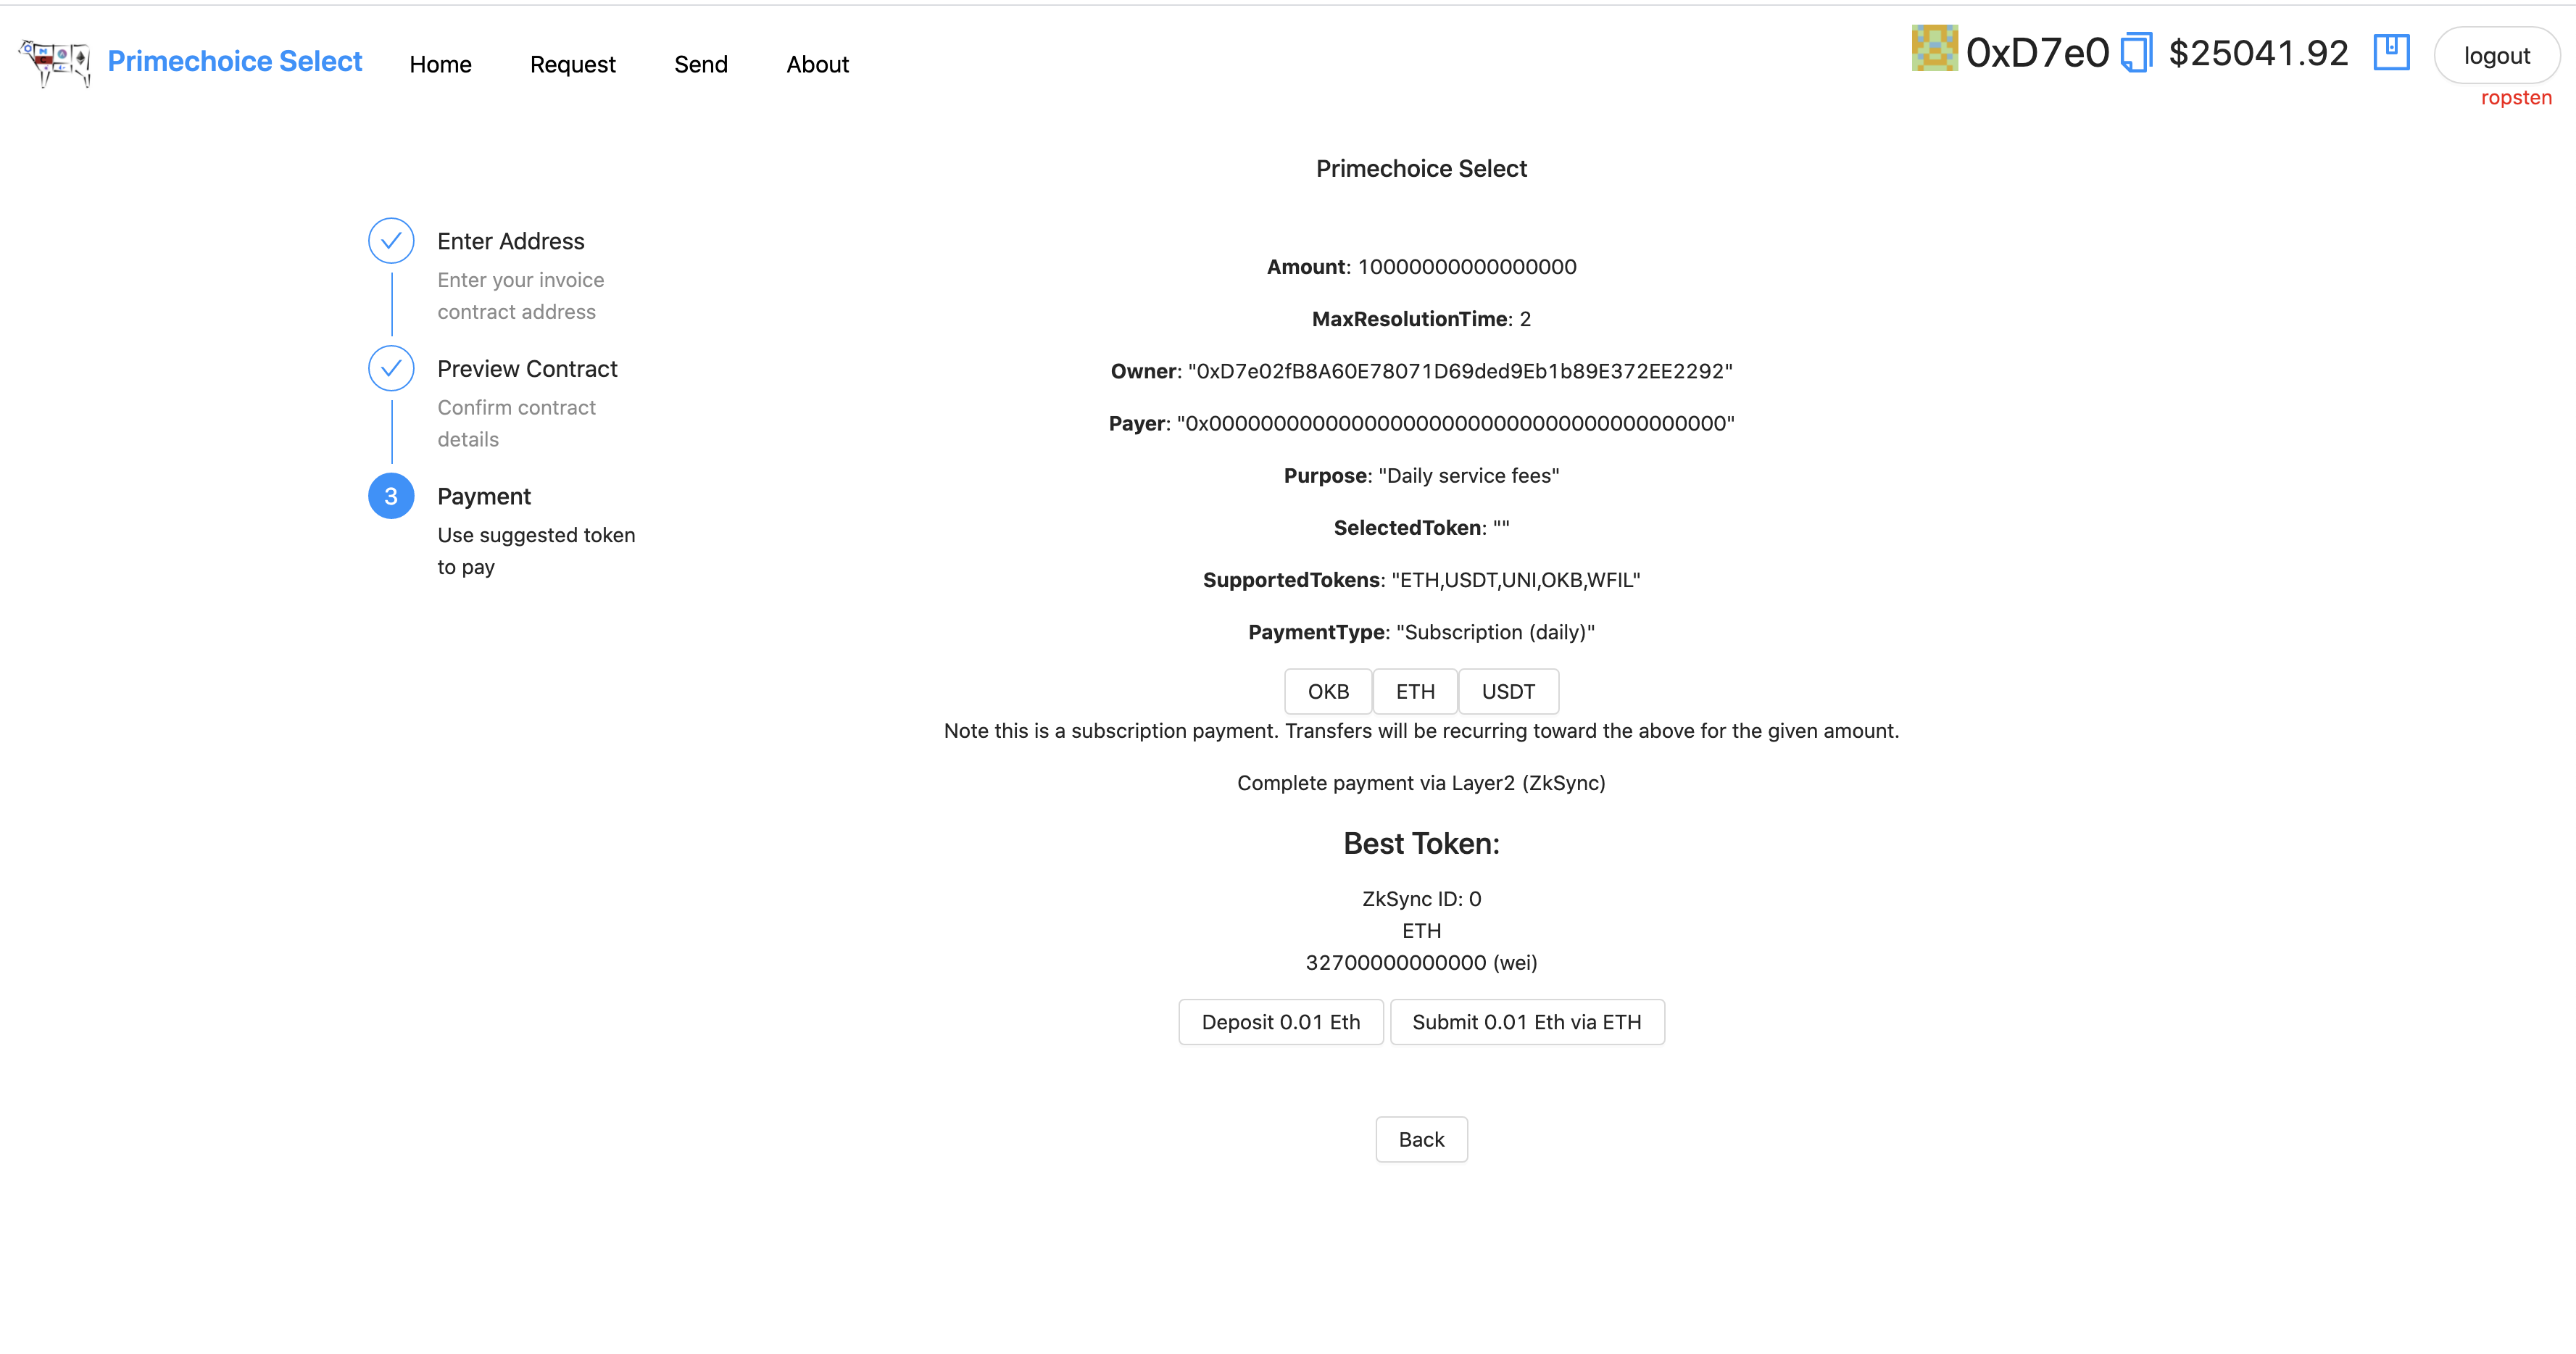 Primechoice Select
Home
Request
Send
About
0xD7e0
$25041.92
logout
ropsten
Enter Address
Enter your invoice
contract address
Preview Contract
Confirm contract
details
3
Payment
Use suggested token
to pay
Primechoice Select
Amount: 10000000000000000
MaxResolutionTime: 2
Owner: "0xD7e02fB8A60E78071D69ded9Eb1b89E372EE2292"
Payer: "0x0000000000000000000000000000000000000000"
Purpose: "Daily service fees"
SelectedToken: ""
SupportedTokens: "ETH,USDT,UNI,OKB,WFIL"
PaymentType: "Subscription (daily)"
OKB
ETH
USDT
Note this is a subscription payment. Transfers will be recurring toward the above for the given amount.
Complete payment via Layer2 (ZkSync)
Best Token:
ZkSync ID: 0
ETH
32700000000000 (wei)
Deposit 0.01 Eth
Submit 0.01 Eth via ETH
Back